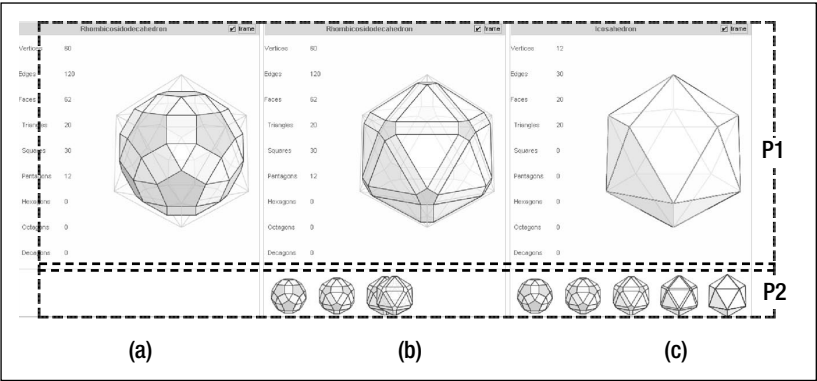 Rhombicosidodecahedron frame
Vertices 60
Edges 120
Faces 62
Triangles 20
Squares 30
Pentagons 12
Hexagons 0
Octagons 0
Decagons 0
Rhombicosidodecahedron frame
Vertices 60
Edges 120
Faces 62
Triangles 20
Squares 30
Pentagons 12
Hexagons 0
Octagons 0
Decagons 0
Icosahedron frame
Vertices 12
Edges 30
Faces 20
Triangles 20
Squares 0
Pentagons 0
Hexagons 0
Octagons 0
Decagons 0
P1
P2
(a) (b) (c)